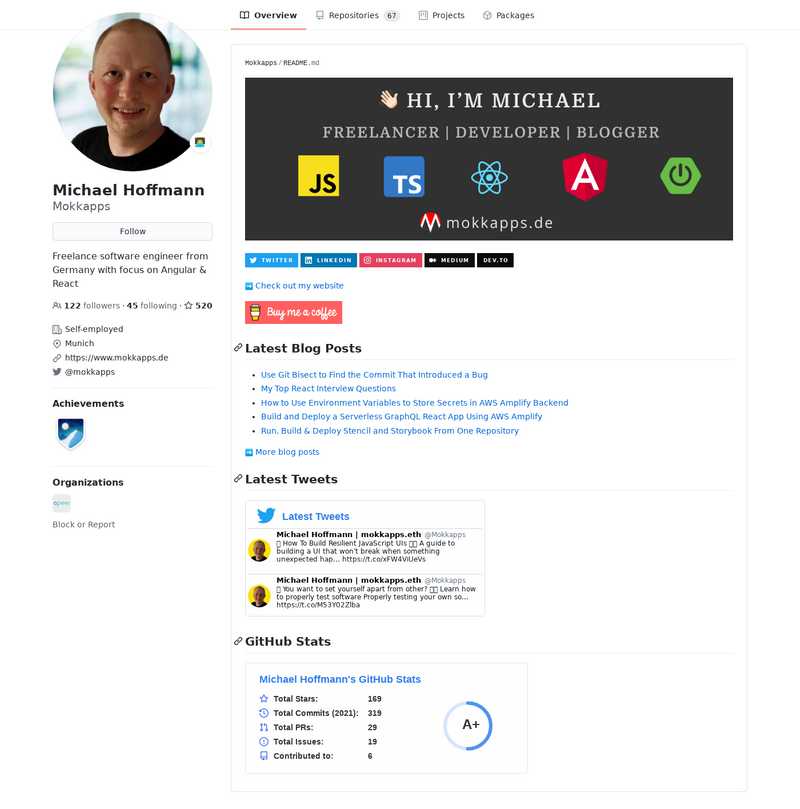 Overview
Repositories 67
Projects
Packages
Michael Hoffmann
Mokkapps
Follow
Freelance software engineer from
Germany with focus on Angular &
React
122 followers · 45 following · 520
Self-employed
Munich
https://www.mokkapps.de
@mokkapps
Achievements
Organizations
Block or Report
Mokkapps / README.md
HI, I'M MICHAEL
FREELANCER | DEVELOPER | BLOGGER
JS
TS
A
mokkapps.de
TWITTER
LINKEDIN
INSTAGRAM
MEDIUM
DEV.TO
Check out my website
Buy me a coffee
Latest Blog Posts
Use Git Bisect to Find the Commit That Introduced a Bug
My Top React Interview Questions
How to Use Environment Variables to Store Secrets in AWS Amplify Backend
Build and Deploy a Serverless GraphQL React App Using AWS Amplify
Run, Build & Deploy Stencil and Storybook From One Repository
More blog posts
Latest Tweets
Latest Tweets
Michael Hoffmann | mokkapps.eth @Mokkapps
How To Build Resilient JavaScript UIs A guide to
building a UI that won't break when something
unexpected hap... https://t.co/xFW4ViUeVs
Michael Hoffmann | mokkapps.eth @Mokkapps
You want to set yourself apart from other? Learn how
to properly test software Properly testing your own so...
https://t.co/M53Y02Zlba
GitHub Stats
Michael Hoffmann's GitHub Stats
Total Stars: 169
Total Commits (2021): 319
Total PRs: 29
Total Issues: 19
Contributed to: 6
A+